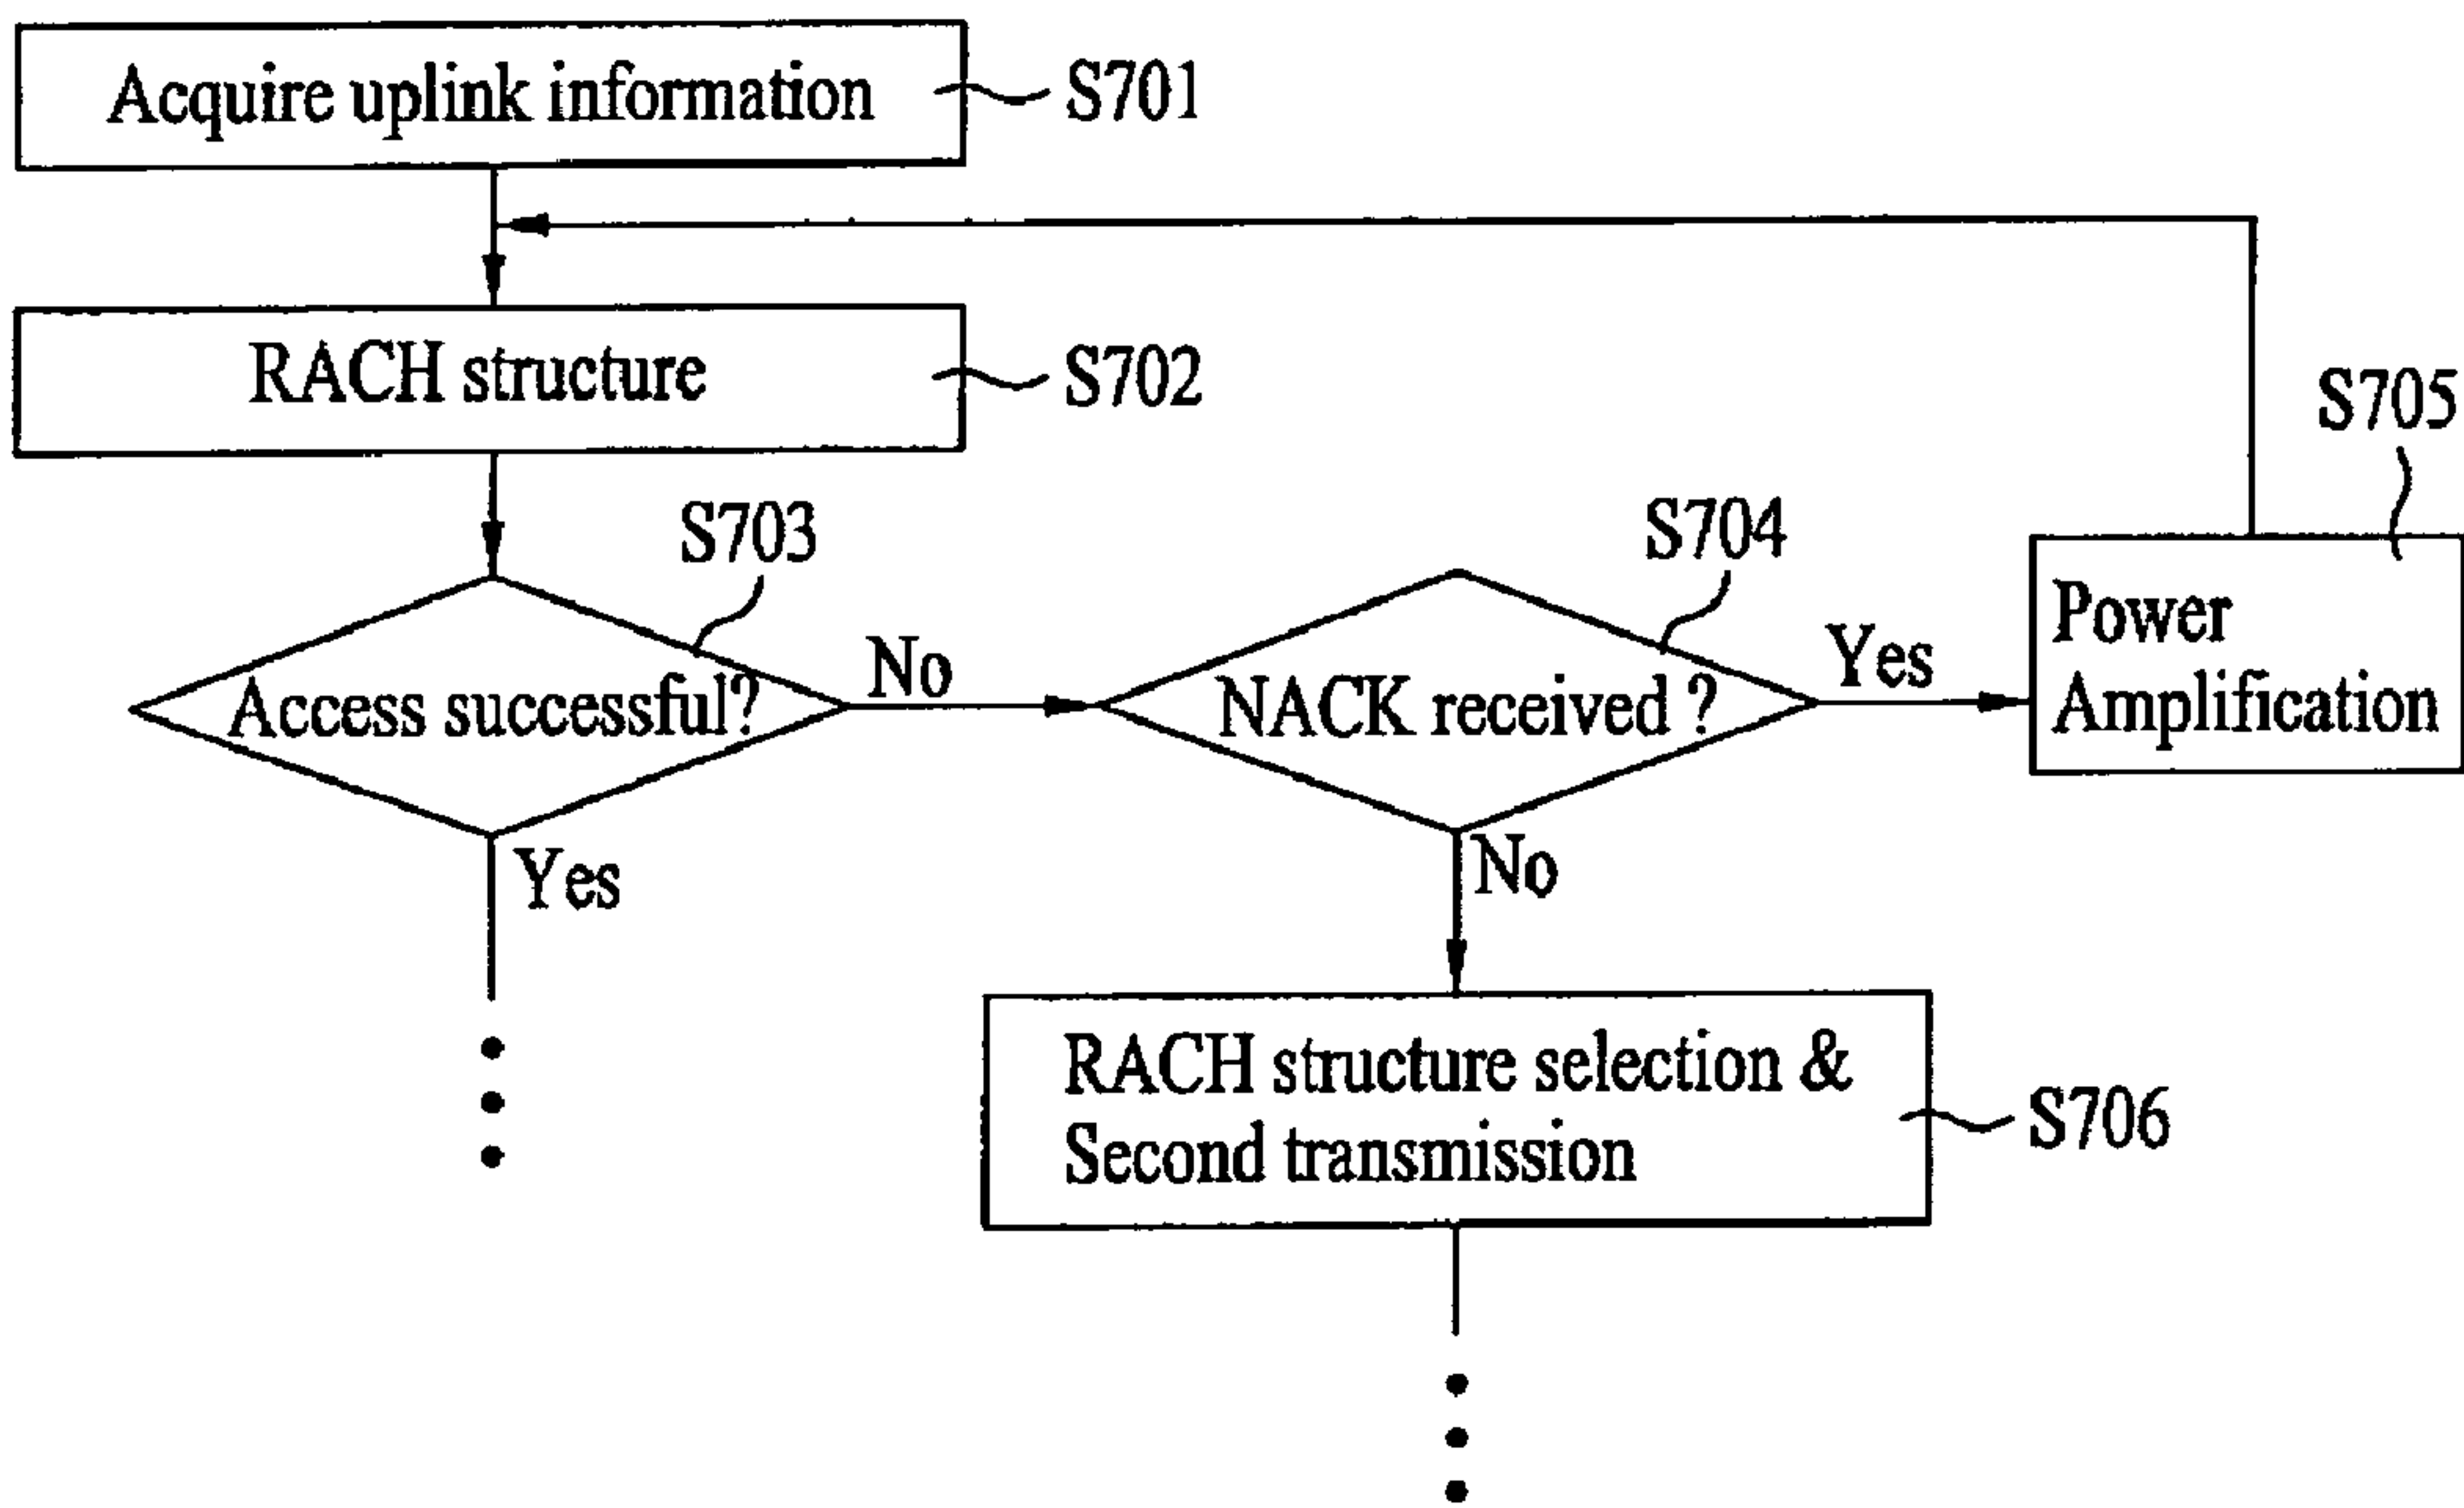 Acquire uplink information
S701
RACH structure
S702
S703
Access successful?
No
Yes
S704
NACK received ?
Yes
No
S705
Power
Amplification
RACH structure selection &
Second transmission
S706